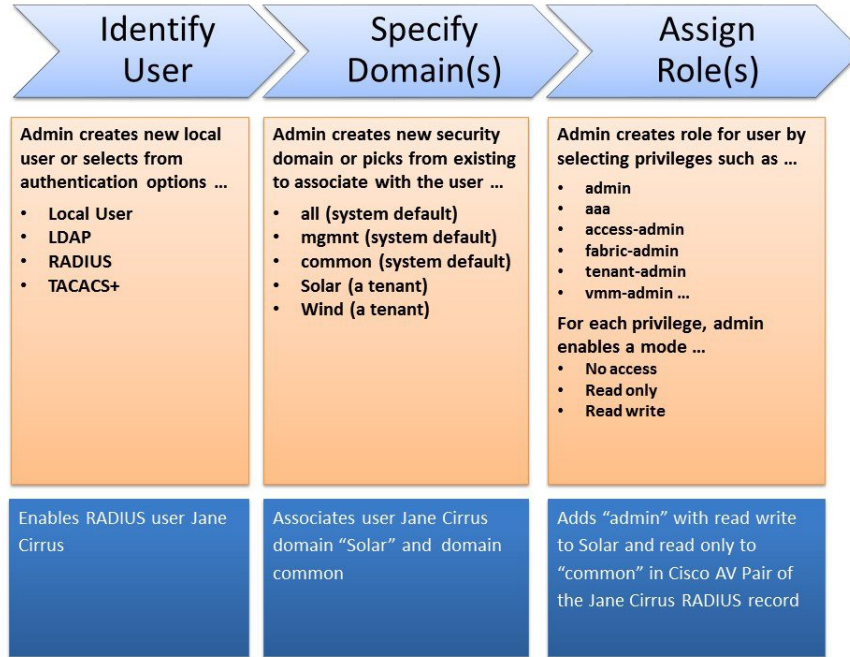 Identify
User
Specify
Domain(s)
Assign
Role(s)
Admin creates new local
user or selects from
authentication options ...
• Local User
• LDAP
• RADIUS
• TACACS+
Admin creates new security
domain or picks from existing
to associate with the user ...
• all (system default)
• mgmnt (system default)
• common (system default)
• Solar (a tenant)
• Wind (a tenant)
Admin creates role for user by
selecting privileges such as ...
• admin
• aaa
• access-admin
• fabric-admin
• tenant-admin
• vmm-admin ...
For each privilege, admin
enables a mode ...
• No access
• Read only
• Read write
Enables RADIUS user Jane
Cirrus
Associates user Jane Cirrus
domain “Solar” and domain
common
Adds “admin” with read write
to Solar and read only to
“common” in Cisco AV Pair of
the Jane Cirrus RADIUS record